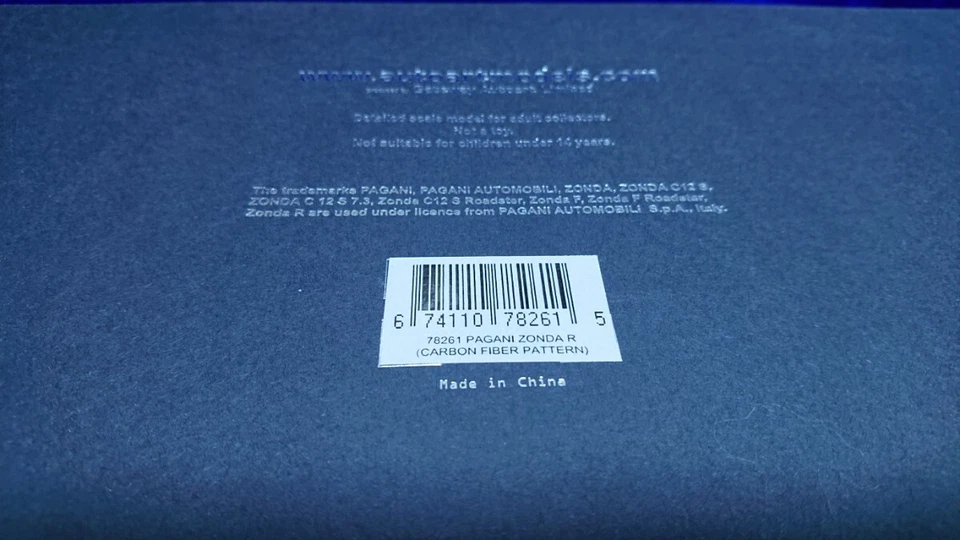 www.autoartmodels.com
Gateway Autoart Limited
Detailed scale model for adult collectors.
Not a toy.
Not suitable for children under 14 years.
The trademarks PAGANI, PAGANI AUTOMOBILI, ZONDA, ZONDA C12 S,
ZONDA C 12 S 7.3, Zonda C12 S Roadster, Zonda F, Zonda F Roadster,
Zonda R are used under licence from PAGANI AUTOMOBILI S.p.A., Italy.
6 74110 78261 5
78261 PAGANI ZONDA R
(CARBON FIBER PATTERN)
Made in China